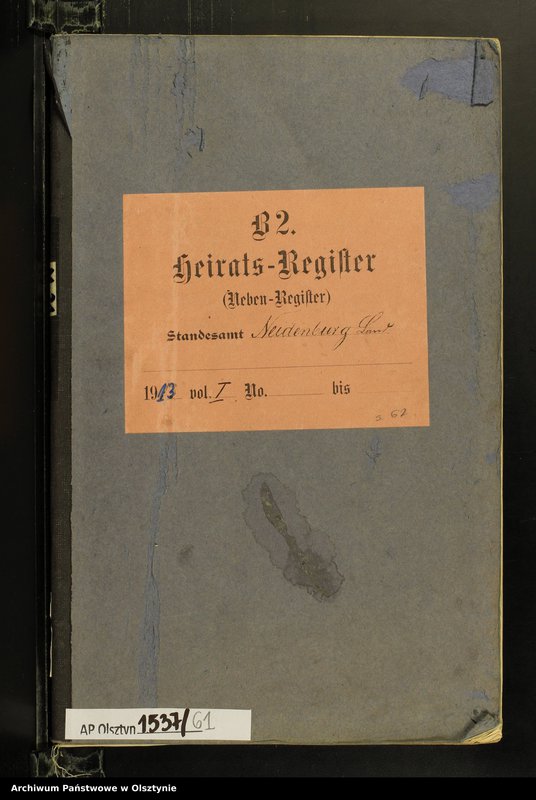 B 2.
Heirats-Register
(Neben-Register)
Standesamt Neidenburg Land
1913 vol. I No. bis
s 62
AP Olsztyn 1537/61
Archiwum Państwowe w Olsztynie